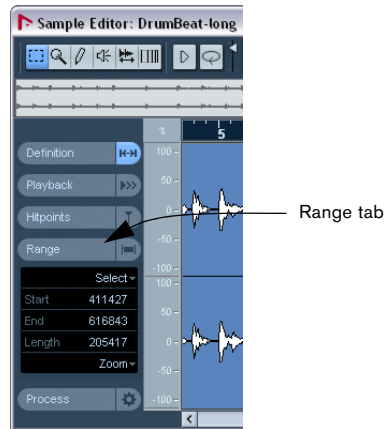 Sample Editor: DrumBeat-long
%
5
Definition
100
Playback
50
Hitpoints
0
Range tab
Range
-50
-100
Select
100
Start 411427
50
End 616843
Length 205417
0
Zoom
-50
Process
-100